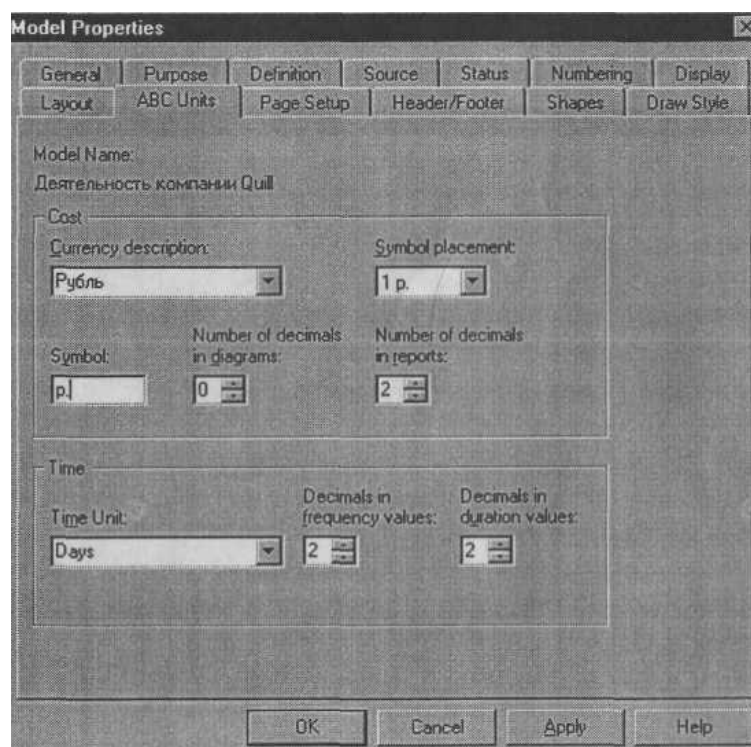 Model Properties
General Purpose Definition Source Status Numbering Display
Layout ABC Units Page Setup Header/Footer Shapes Draw Style
Model Name:
Деятельность компании Quill
Cost
Currency description: Symbol placement:
Рубль 1 р.
Number of decimals Number of decimals
Symbol: in diagrams: in reports:
р. 0 2
Time
Decimals in Decimals in
Time Unit: frequency values: duration values:
Days 2 2
OK Cancel Apply Help